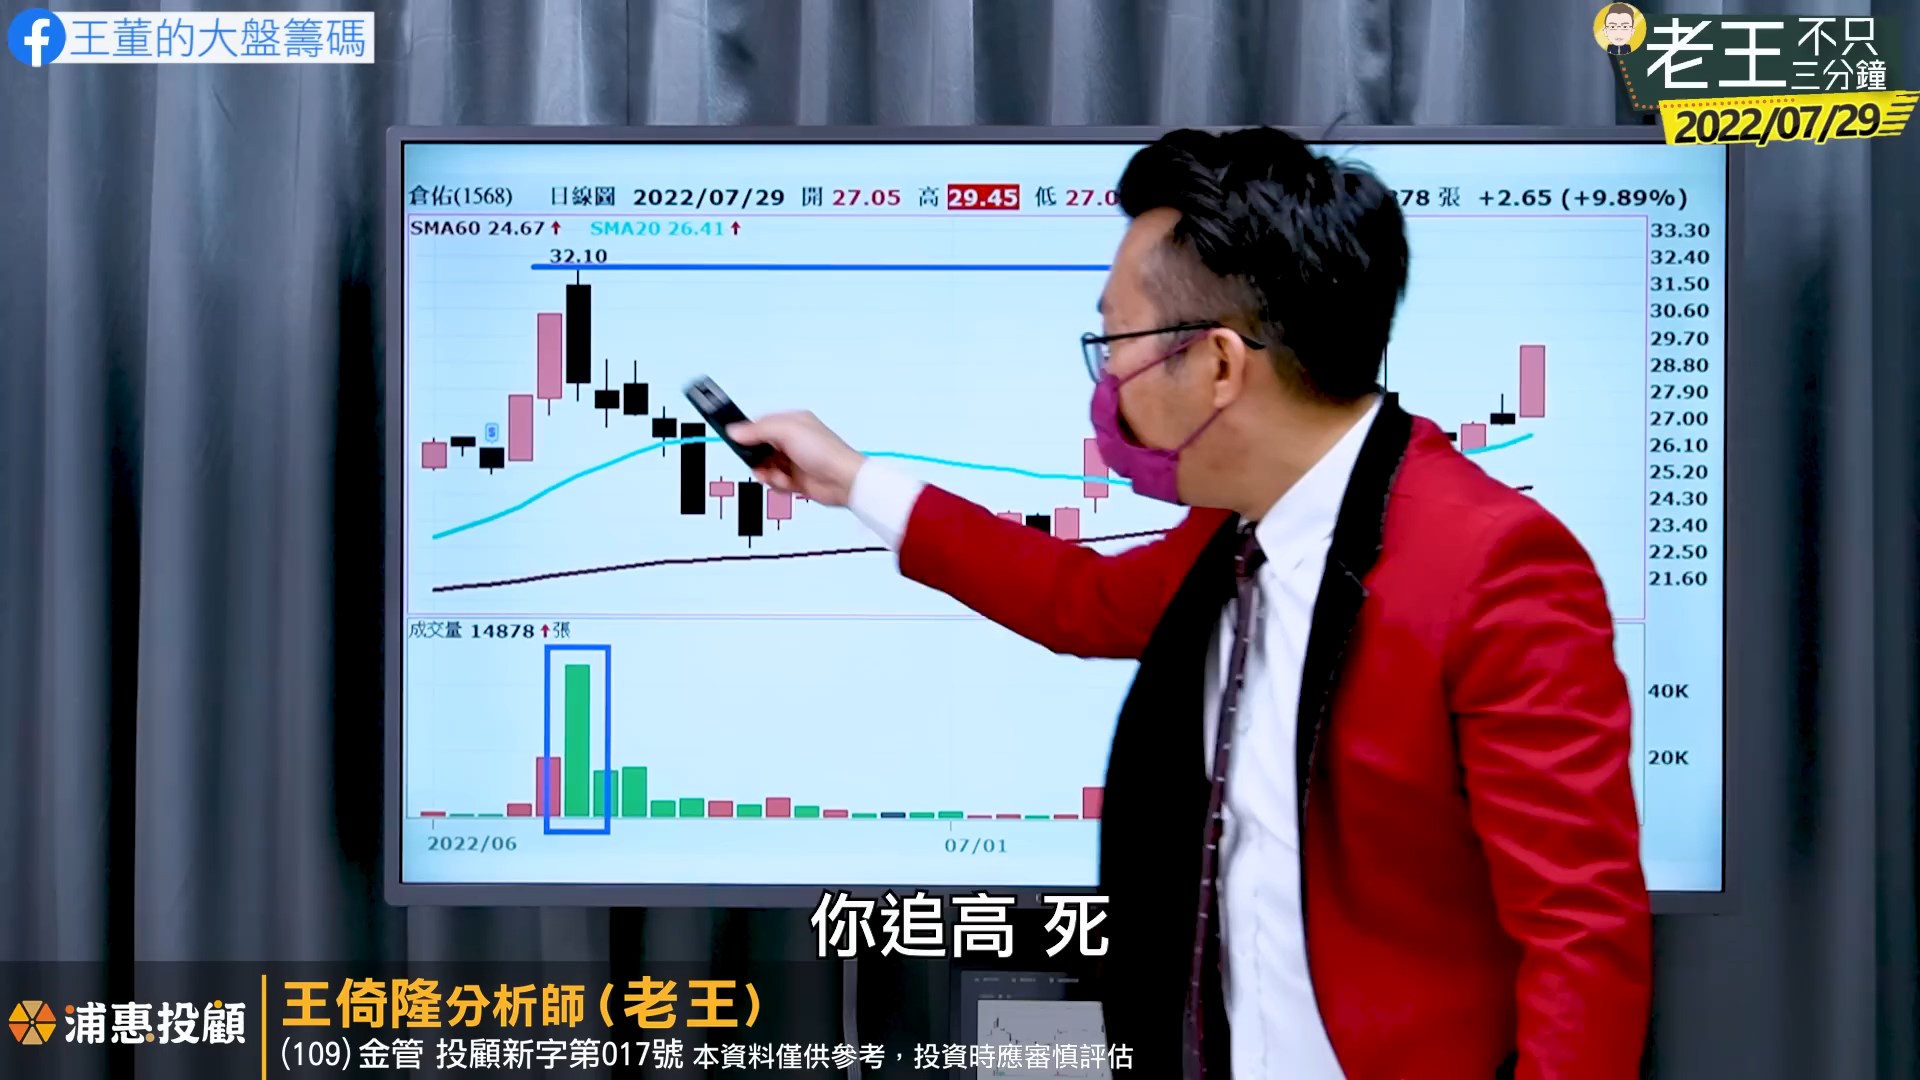 王董的大盤籌碼
老王 不只三分鐘
2022/07/29
倉佑(1568) 日線圖 2022/07/29 開 27.05 高 29.45 低 27.0
78 張 +2.65 (+9.89%)
SMA60 24.67↑ SMA20 26.41↑
32.10
33.30
32.40
31.50
30.60
29.70
28.80
27.90
27.00
26.10
25.20
24.30
23.40
22.50
21.60
成交量 14878↑張
40K
20K
2022/06
07/01
你追高 死
浦惠投顧
王倚隆分析師(老王)
(109)金管 投顧新字第017號 本資料僅供參考，投資時應審慎評估